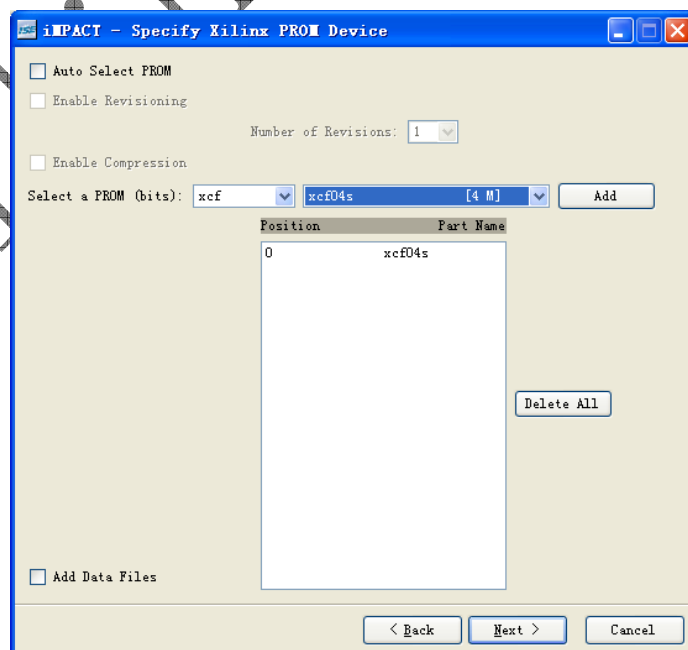 ISE iMPACT - Specify Xilinx PROM Device
Auto Select PROM
Enable Revisioning
Number of Revisions: 1
Enable Compression
Select a PROM (bits): xcf xcf04s [4 M] Add
Position Part Name
0 xcf04s
Delete All
Add Data Files
< Back Next > Cancel